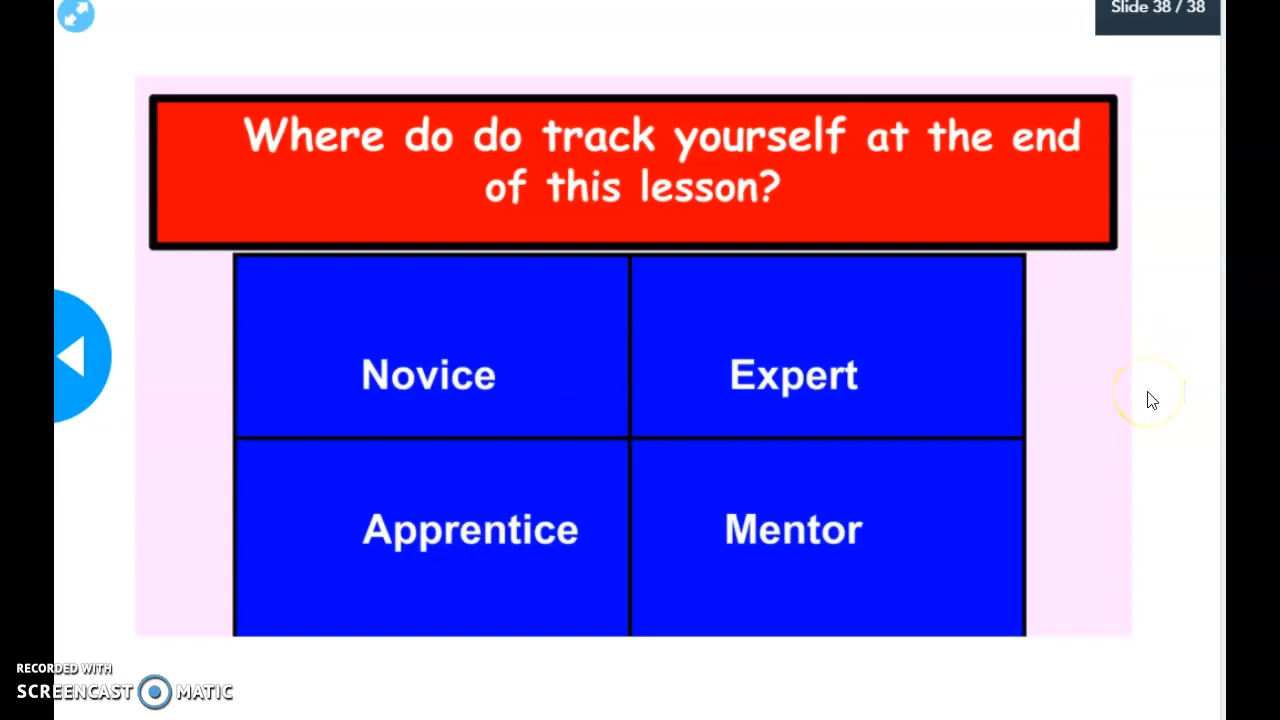 Slide 38 / 38
Where do do track yourself at the end
of this lesson?
Novice
Expert
Apprentice
Mentor
RECORDED WITH
SCREENCAST MATIC